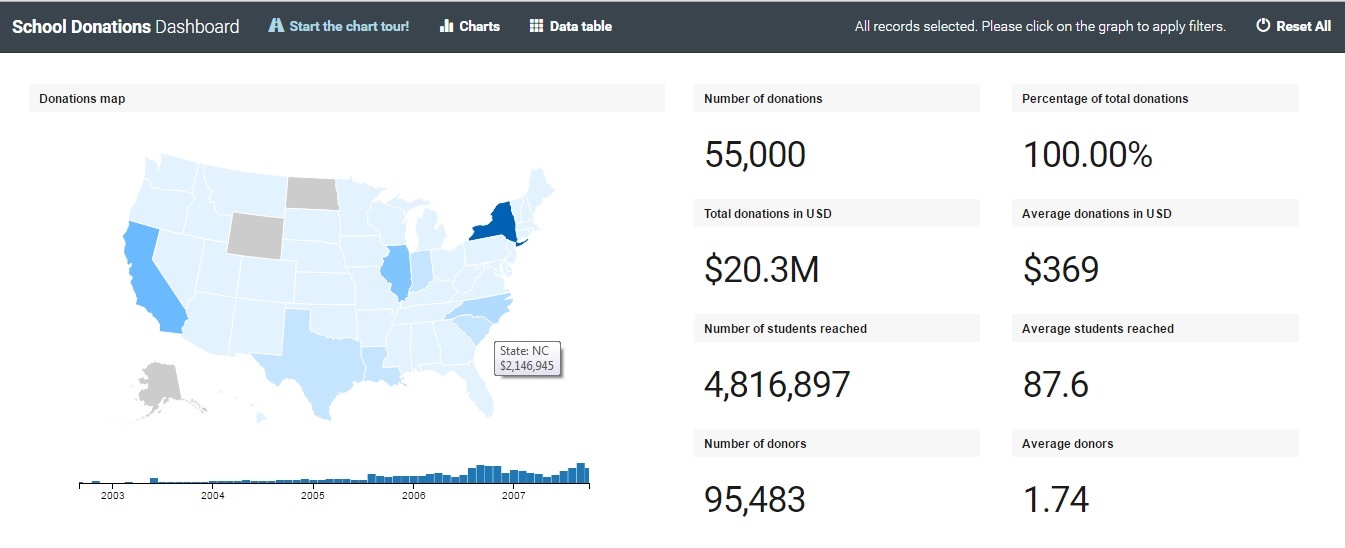 School Donations Dashboard Start the chart tour! Charts Data table All records selected. Please click on the graph to apply filters. Reset All
Donations map
Number of donations
Percentage of total donations
55,000
100.00%
Total donations in USD
Average donations in USD
$20.3M
$369
Number of students reached
Average students reached
State: NC
$2,146,945
4,816,897
87.6
Number of donors
Average donors
2003 2004 2005 2006 2007
95,483
1.74